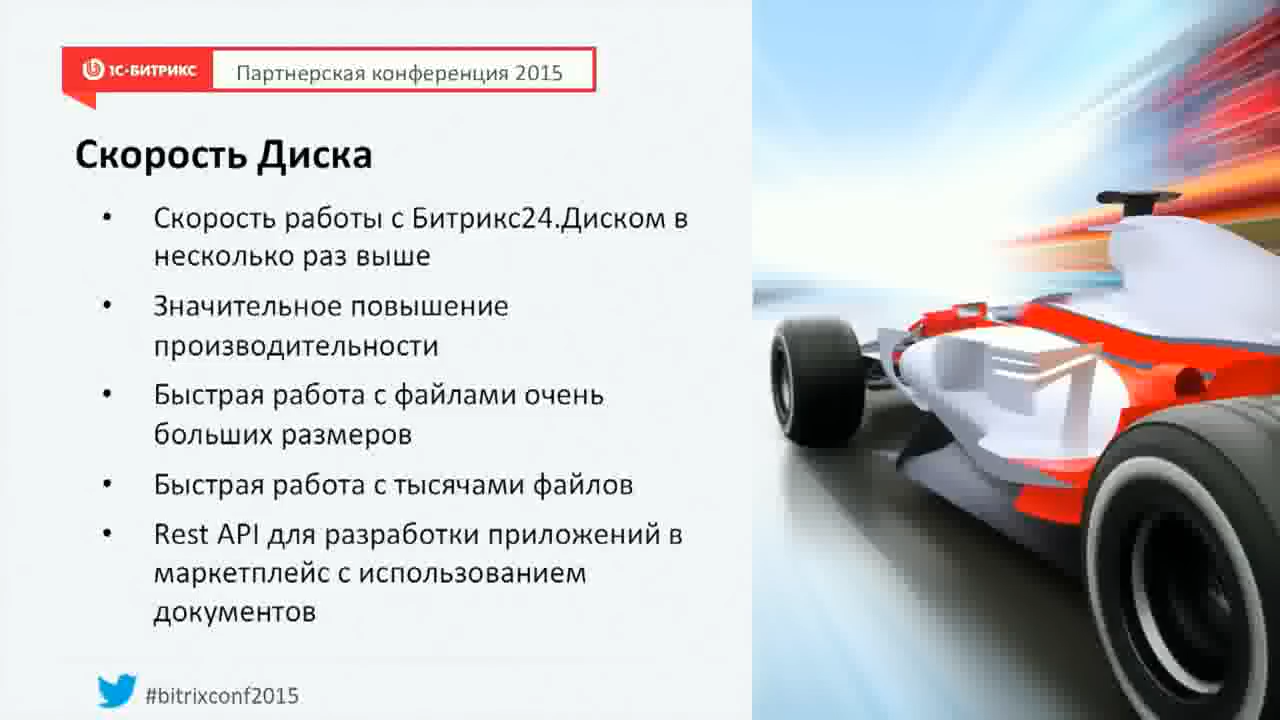 1С-БИТРИКС Партнерская конференция 2015
Скорость Диска
• Скорость работы с Битрикс24.Диском в
несколько раз выше
• Значительное повышение
производительности
• Быстрая работа с файлами очень
больших размеров
• Быстрая работа с тысячами файлов
• Rest API для разработки приложений в
маркетплейс с использованием
документов
#bitrixconf2015